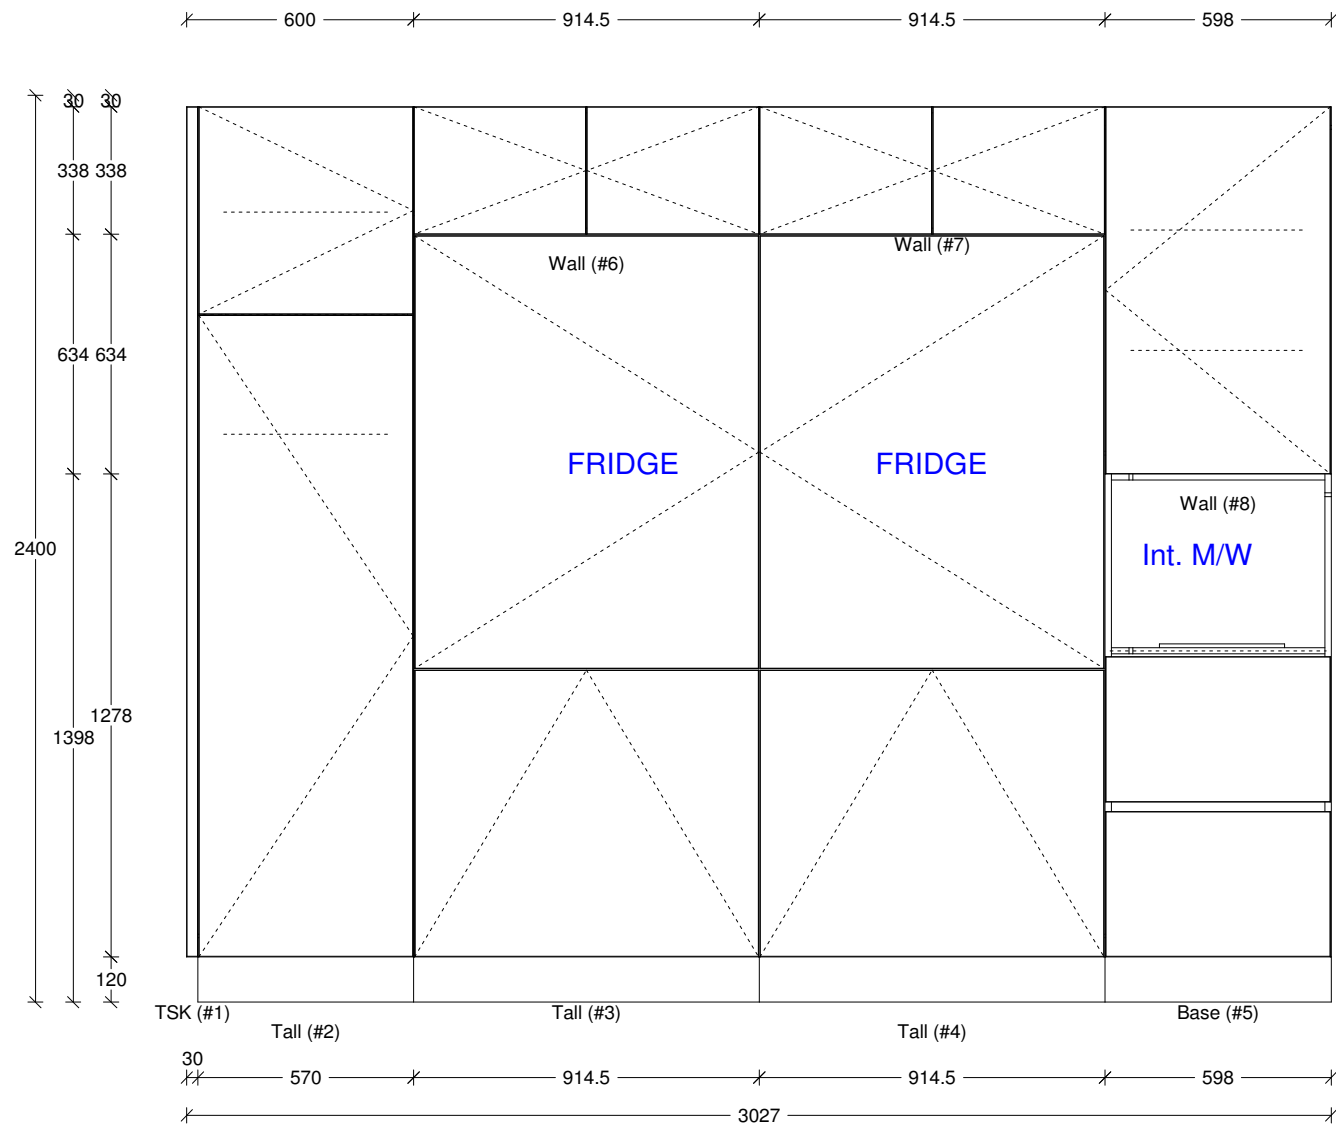 600 914.5 914.5 598
30 30
338 338
Wall (#7)
Wall (#6)
634 634
FRIDGE FRIDGE
Wall (#8)
2400
Int. M/W
1278
1398
120
TSK (#1) Tall (#3) Base (#5)
Tall (#2) Tall (#4)
30
570 914.5 914.5 598
3027